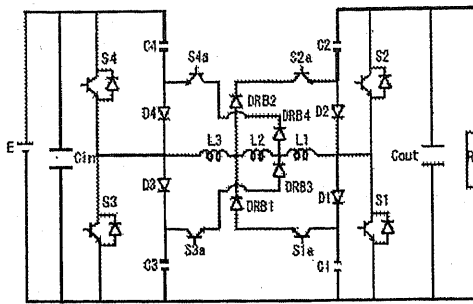 S4
C4
S4a
S2a
C2
S2
DRB2
D4
DRB4
D2
L3
L2
L1
E
Cin
Cout
R
S3
D3
DRB1
DRB3
D1
S1
C3
S3a
S1a
C1